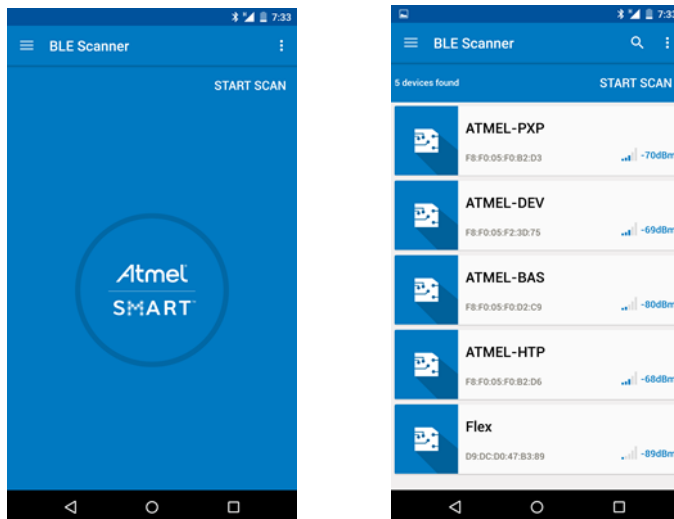 7:33
BLE Scanner
START SCAN
Atmel
SMART
7:33
BLE Scanner
5 devices found START SCAN
ATMEL-PXP
F8:F0:05:F0:B2:D3 -70dBm
ATMEL-DEV
F8:F0:05:F2:3D:75 -69dBm
ATMEL-BAS
F8:F0:05:F0:D2:C9 -80dBm
ATMEL-HTP
F8:F0:05:F0:B2:D6 -68dBm
Flex
D9:DC:D0:47:B3:89 -89dBm